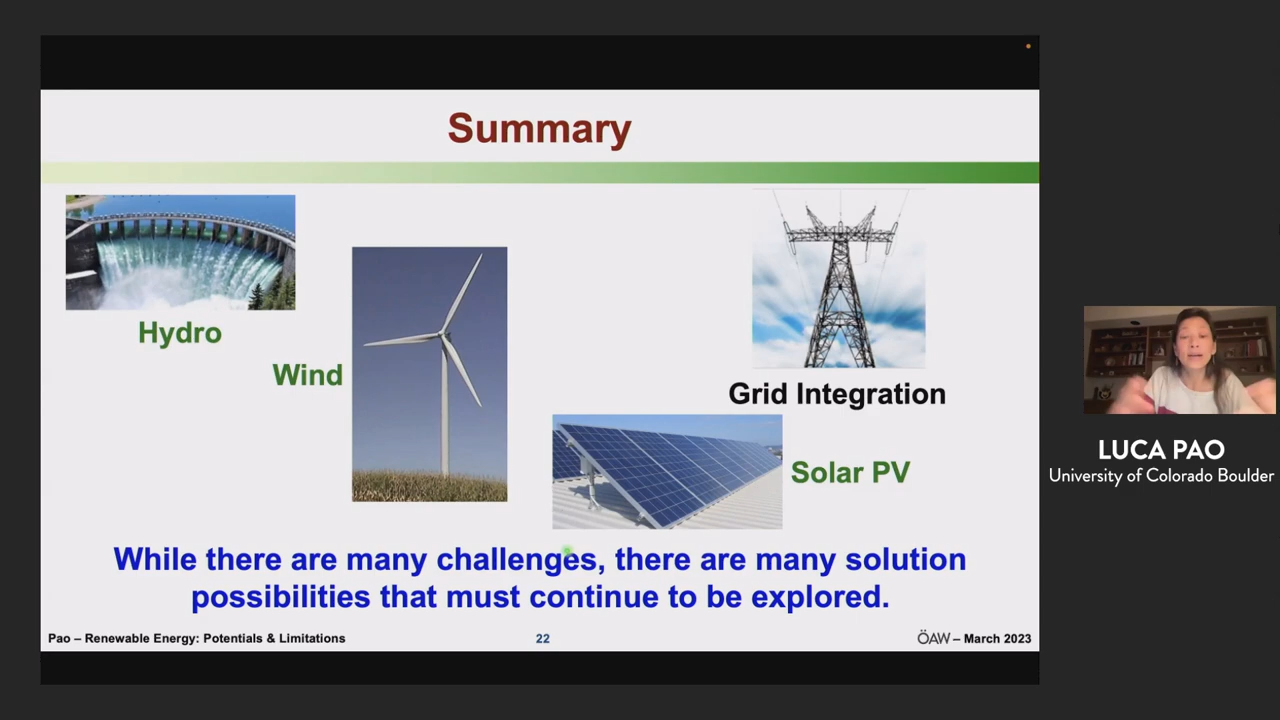 Summary
Hydro
Wind
Grid Integration
Solar PV
While there are many challenges, there are many solution
possibilities that must continue to be explored.
Pao – Renewable Energy: Potentials & Limitations
22
ÖAW – March 2023
LUCA PAO
University of Colorado Boulder